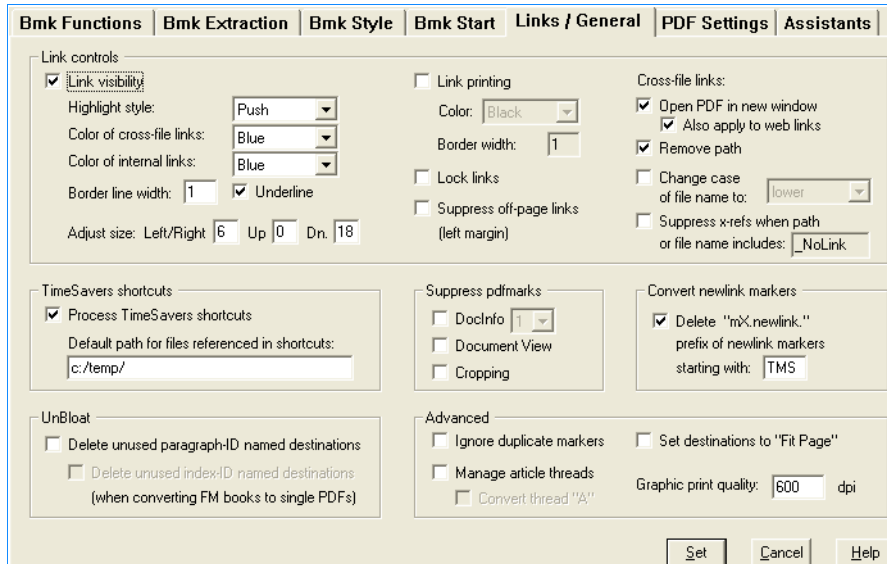 Bmk Functions Bmk Extraction Bmk Style Bmk Start Links / General PDF Settings Assistants
Link controls
Link visibility
Highlight style: Push
Color of cross-file links: Blue
Color of internal links: Blue
Border line width: 1 Underline
Adjust size: Left/Right 6 Up 0 Dn. 18
Link printing
Color: Black
Border width: 1
Lock links
Suppress off-page links
(left margin)
Cross-file links:
Open PDF in new window
Also apply to web links
Remove path
Change case
of file name to: lower
Suppress x-refs when path
or file name includes: _NoLink
TimeSavers shortcuts
Process TimeSavers shortcuts
Default path for files referenced in shortcuts:
c:/temp/
Suppress pdfmarks
DocInfo 1
Document View
Cropping
Convert newlink markers
Delete "mX.newlink."
prefix of newlink markers
starting with: TMS
UnBloat
Delete unused paragraph-ID named destinations
Delete unused index-ID named destinations
(when converting FM books to single PDFs)
Advanced
Ignore duplicate markers
Manage article threads
Convert thread "A"
Set destinations to "Fit Page"
Graphic print quality: 600 dpi
Set Cancel Help